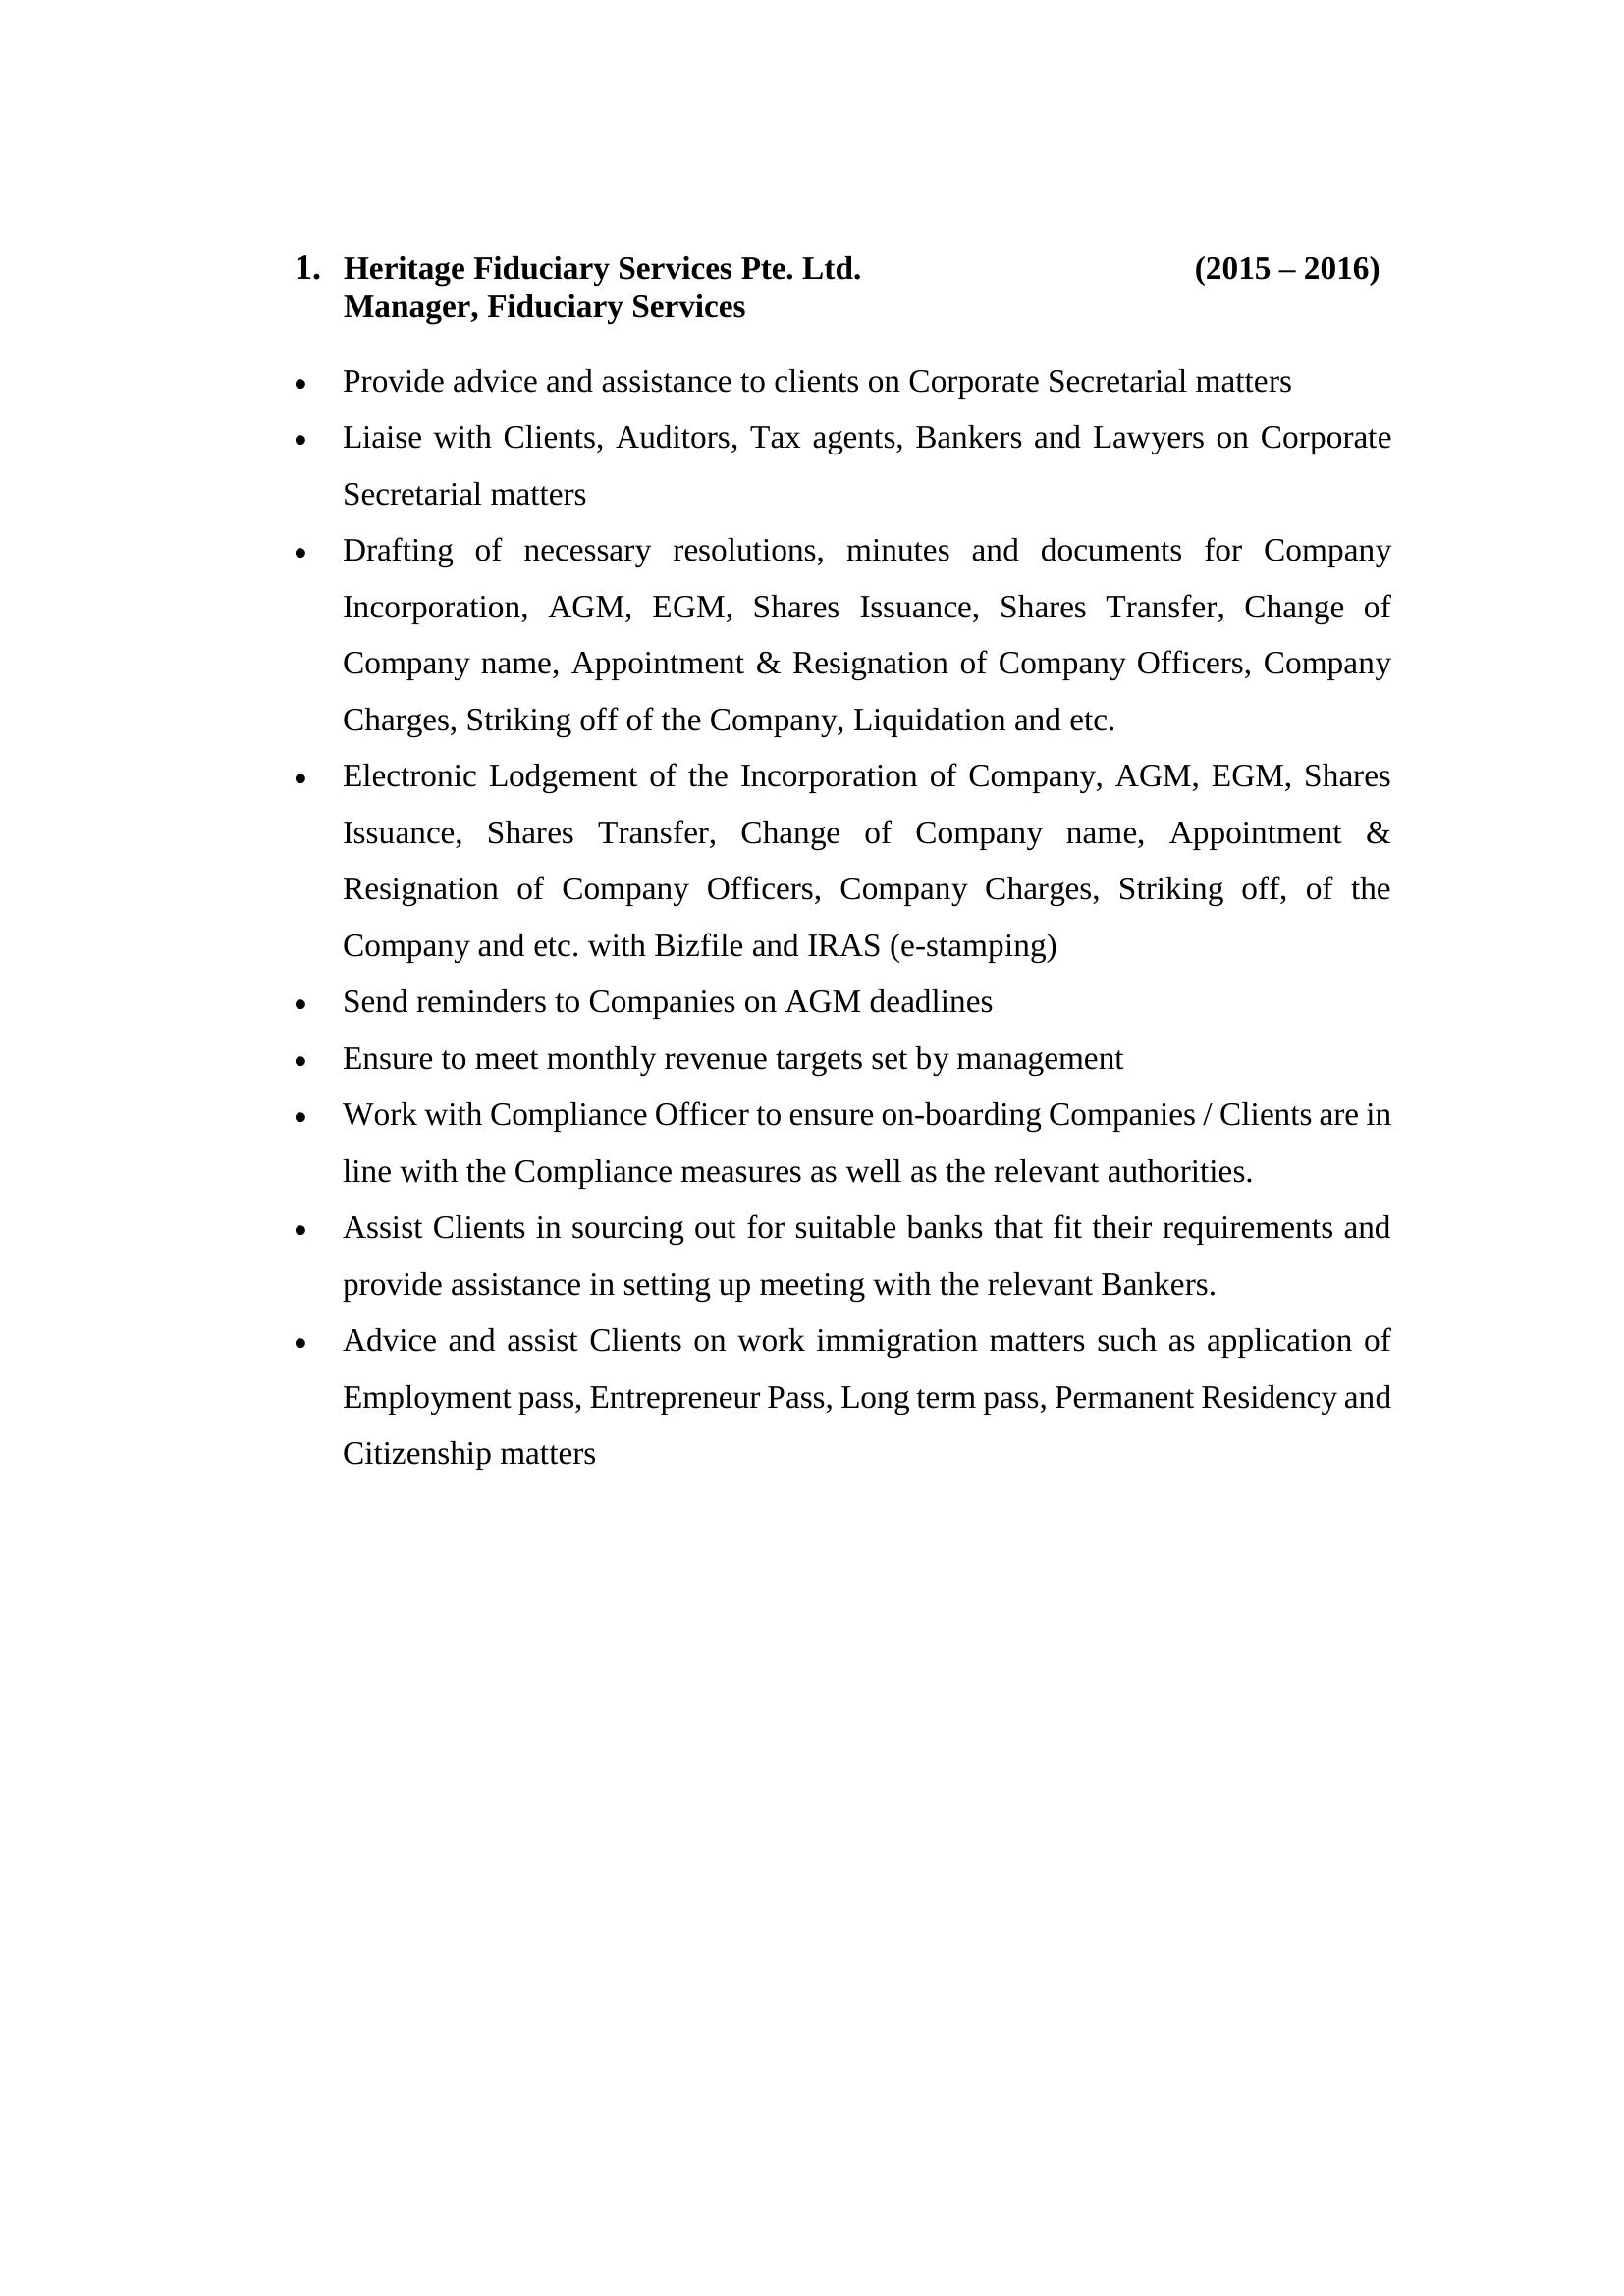 1. Heritage Fiduciary Services Pte. Ltd. (2015 – 2016)
Manager, Fiduciary Services
• Provide advice and assistance to clients on Corporate Secretarial matters
• Liaise with Clients, Auditors, Tax agents, Bankers and Lawyers on Corporate
Secretarial matters
• Drafting of necessary resolutions, minutes and documents for Company
Incorporation, AGM, EGM, Shares Issuance, Shares Transfer, Change of
Company name, Appointment & Resignation of Company Officers, Company
Charges, Striking off of the Company, Liquidation and etc.
• Electronic Lodgement of the Incorporation of Company, AGM, EGM, Shares
Issuance, Shares Transfer, Change of Company name, Appointment &
Resignation of Company Officers, Company Charges, Striking off, of the
Company and etc. with Bizfile and IRAS (e-stamping)
• Send reminders to Companies on AGM deadlines
• Ensure to meet monthly revenue targets set by management
• Work with Compliance Officer to ensure on-boarding Companies / Clients are in
line with the Compliance measures as well as the relevant authorities.
• Assist Clients in sourcing out for suitable banks that fit their requirements and
provide assistance in setting up meeting with the relevant Bankers.
• Advice and assist Clients on work immigration matters such as application of
Employment pass, Entrepreneur Pass, Long term pass, Permanent Residency and
Citizenship matters